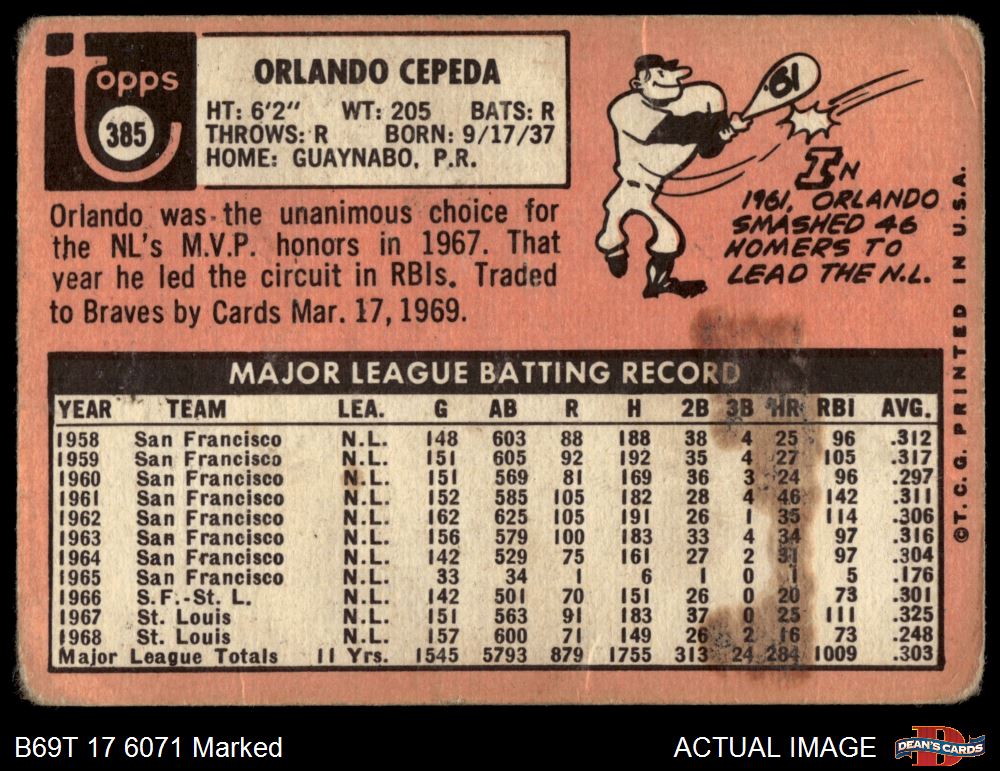 Topps
385
ORLANDO CEPEDA
HT: 6'2" WT: 205 BATS: R
THROWS: R BORN: 9/17/37
HOME: GUAYNABO, P.R.
Orlando was the unanimous choice for
the NL's M.V.P. honors in 1967. That
year he led the circuit in RBIs. Traded
to Braves by Cards Mar. 17, 1969.
61
IN
1961, ORLANDO
SMASHED 46
HOMERS TO
LEAD THE N.L.
MAJOR LEAGUE BATTING RECORD
YEAR TEAM LEA. G AB R H 2B 3B HR RBI AVG.
1958 San Francisco N.L. 148 603 88 188 38 4 25 96 .312
1959 San Francisco N.L. 151 605 92 192 35 4 27 105 .317
1960 San Francisco N.L. 151 569 81 169 36 3 24 96 .297
1961 San Francisco N.L. 152 585 105 182 28 4 46 142 .311
1962 San Francisco N.L. 162 625 105 191 26 1 35 114 .306
1963 San Francisco N.L. 156 579 100 183 33 4 34 97 .316
1964 San Francisco N.L. 142 529 75 161 27 2 31 97 .304
1965 San Francisco N.L. 33 34 1 6 1 0 1 5 .176
1966 S.F.-St. L. N.L. 142 501 70 151 26 0 20 73 .301
1967 St. Louis N.L. 151 563 91 183 37 0 25 111 .325
1968 St. Louis N.L. 157 600 71 149 26 2 16 73 .248
Major League Totals 11 Yrs. 1545 5793 879 1755 313 24 284 1009 .303
©T.C.G. PRINTED IN U.S.A.
B69T 17 6071 Marked
ACTUAL IMAGE
DEAN'S CARDS